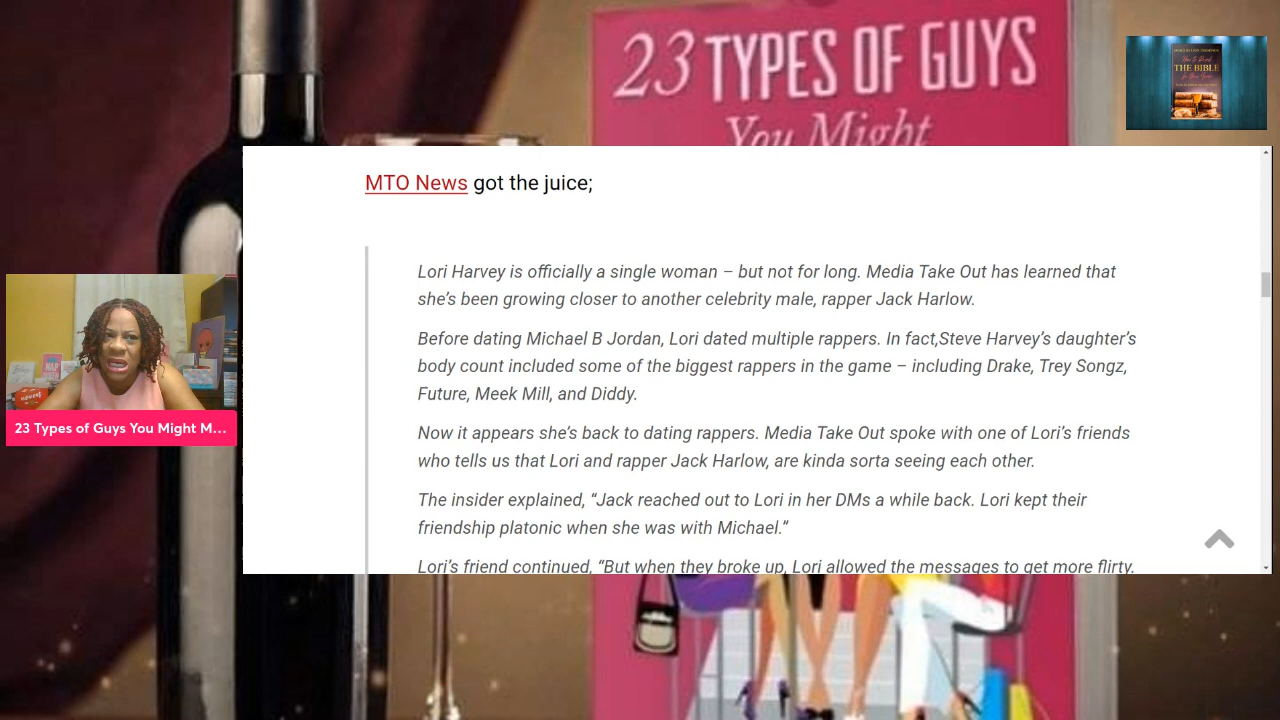 23 TYPES OF GUYS
You Might
THE BIBLE
MTO News got the juice;
Lori Harvey is officially a single woman – but not for long. Media Take Out has learned that
she's been growing closer to another celebrity male, rapper Jack Harlow.
Before dating Michael B Jordan, Lori dated multiple rappers. In fact,Steve Harvey's daughter's
body count included some of the biggest rappers in the game – including Drake, Trey Songz,
Future, Meek Mill, and Diddy.
Now it appears she's back to dating rappers. Media Take Out spoke with one of Lori's friends
who tells us that Lori and rapper Jack Harlow, are kinda sorta seeing each other.
The insider explained, “Jack reached out to Lori in her DMs a while back. Lori kept their
friendship platonic when she was with Michael.”
Lori's friend continued, “But when they broke up, Lori allowed the messages to get more flirty.
23 Types of Guys You Might M...